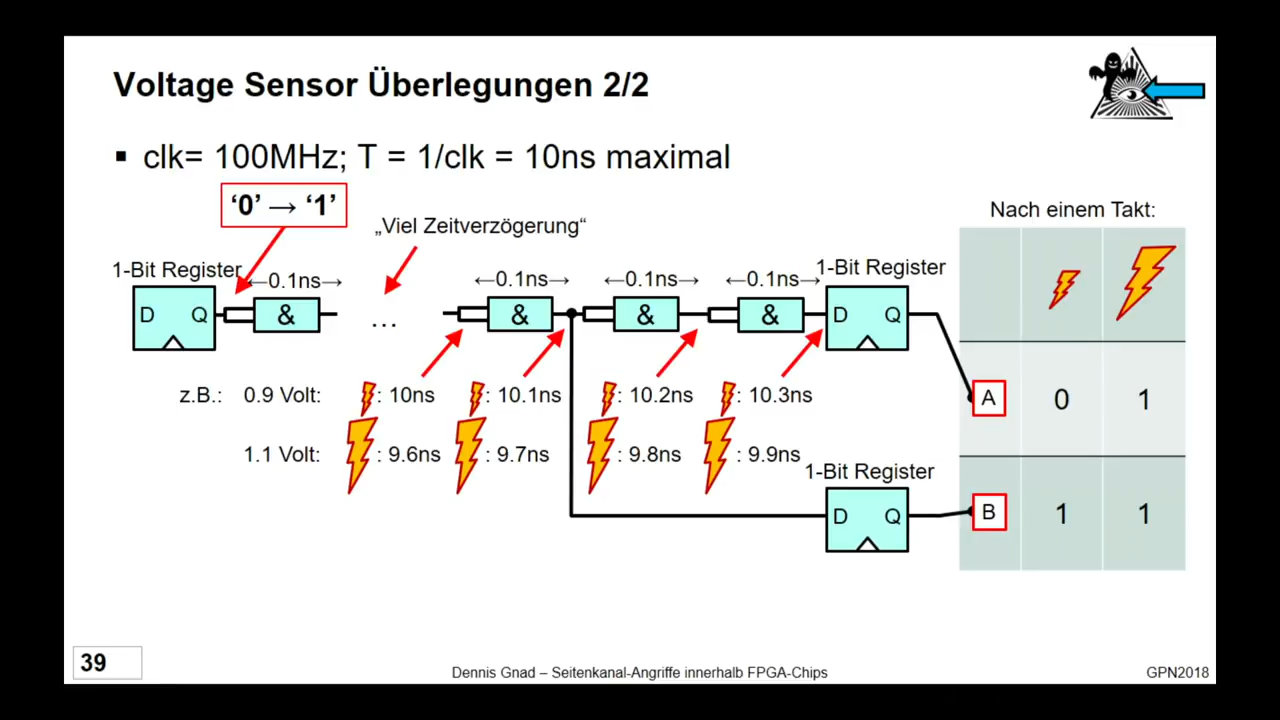 Voltage Sensor Überlegungen 2/2
▪ clk= 100MHz; T = 1/clk = 10ns maximal
‘0’ → ‘1’
„Viel Zeitverzögerung“
Nach einem Takt:
1-Bit Register
←0.1ns→
←0.1ns→
←0.1ns→
←0.1ns→
1-Bit Register
D Q
&
...
&
&
&
D Q
z.B.: 0.9 Volt: : 10ns : 10.1ns : 10.2ns : 10.3ns
A 0 1
1.1 Volt: : 9.6ns : 9.7ns : 9.8ns : 9.9ns
1-Bit Register
D Q
B 1 1
39
Dennis Gnad – Seitenkanal-Angriffe innerhalb FPGA-Chips
GPN2018